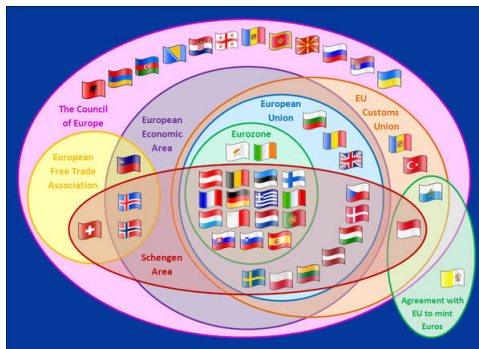 The Council
of Europe
European
Economic
Area
European
Union
EU
Customs
Union
Eurozone
European
Free Trade
Association
Schengen
Area
Agreement with
EU to mint
Euros